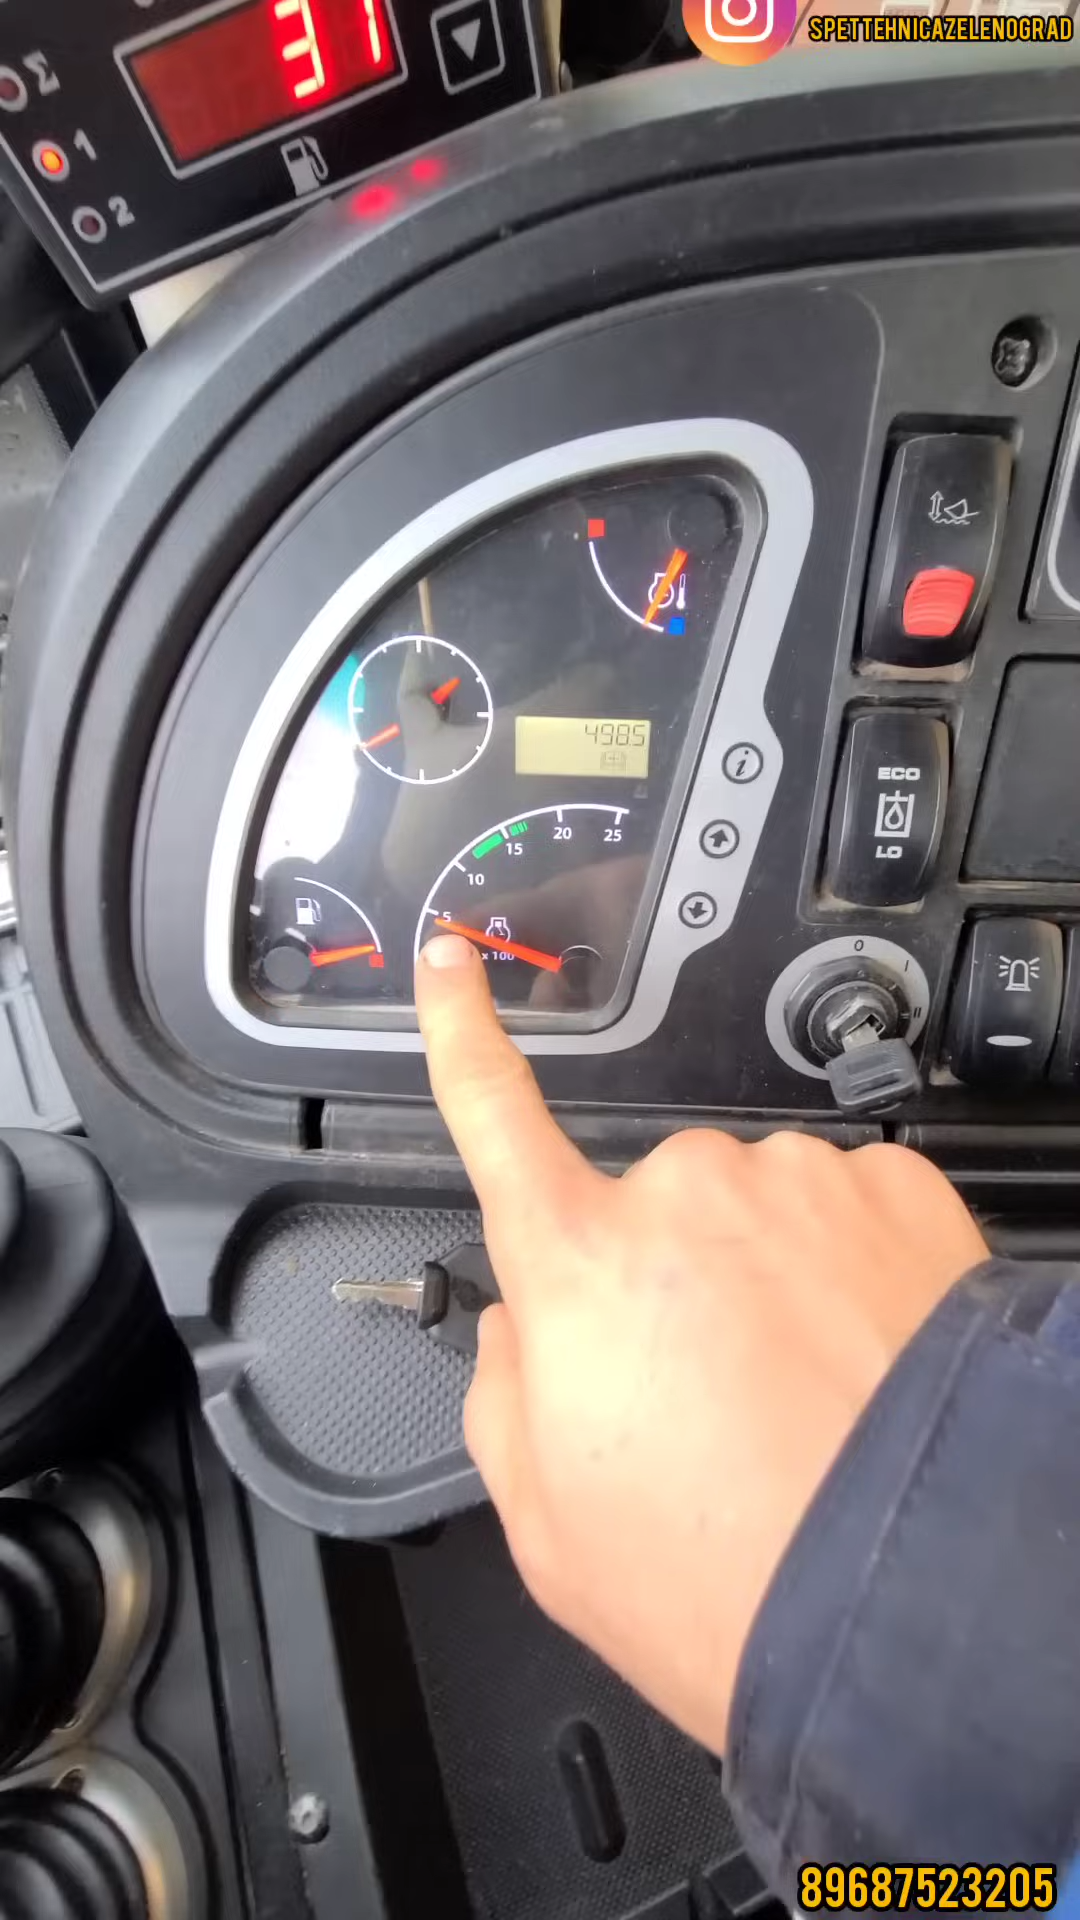 SPETTEHNICAZELENOGRAD
31
Σ
1
2
4985
i
ECO
LO
25
20
15
10
5
x 100
0
I
II
89687523205